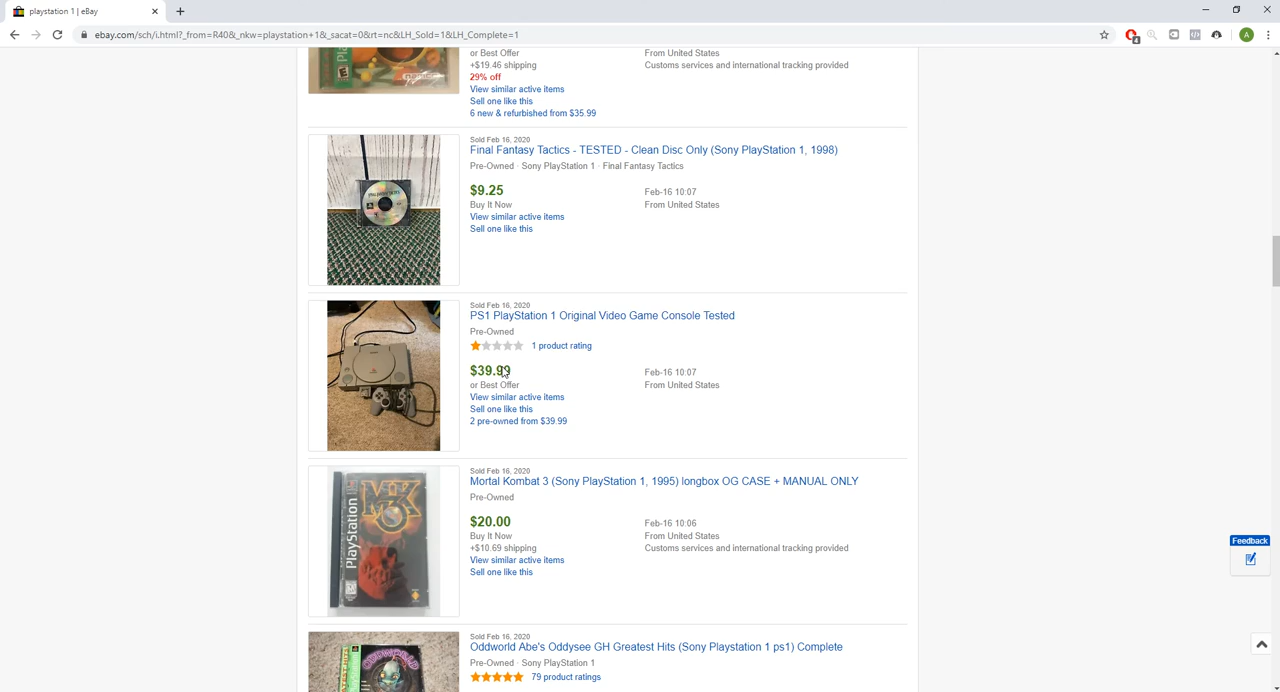 playstation 1 | eBay
ebay.com/sch/i.html?_from=R40&_nkw=playstation+1&_sacat=0&rt=nc&LH_Sold=1&LH_Complete=1
4
A
or Best Offer
From United States
+$19.46 shipping
Customs services and international tracking provided
29% off
View similar active items
Sell one like this
6 new & refurbished from $35.99
Sold Feb 16, 2020
Final Fantasy Tactics - TESTED - Clean Disc Only (Sony PlayStation 1, 1998)
Pre-Owned · Sony PlayStation 1 · Final Fantasy Tactics
$9.25
Feb-16 10:07
Buy It Now
From United States
View similar active items
Sell one like this
Sold Feb 16, 2020
PS1 PlayStation 1 Original Video Game Console Tested
Pre-Owned
1 product rating
$39.99
Feb-16 10:07
or Best Offer
From United States
View similar active items
Sell one like this
2 pre-owned from $39.99
Sold Feb 16, 2020
Mortal Kombat 3 (Sony PlayStation 1, 1995) longbox OG CASE + MANUAL ONLY
Pre-Owned
PlayStation
MK3
$20.00
Feb-16 10:06
Buy It Now
From United States
+$10.69 shipping
Customs services and international tracking provided
View similar active items
Sell one like this
Feedback
Sold Feb 16, 2020
Oddworld Abe's Oddysee GH Greatest Hits (Sony Playstation 1 ps1) Complete
Pre-Owned · Sony PlayStation 1
79 product ratings
ODDWORLD